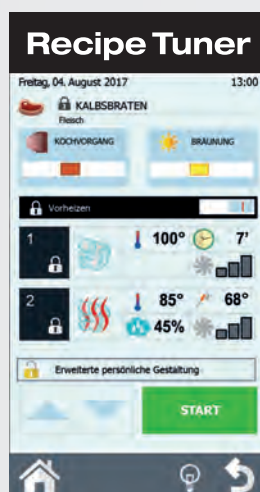 Recipe Tuner
Freitag, 04. August 2017 13:00
KALBSBRATEN
Fleisch
KOCHVORGANG BRÄUNUNG
Vorheizen
1 100° 7'
2 85° 68°
45%
Erweiterte persönliche Gestaltung
START